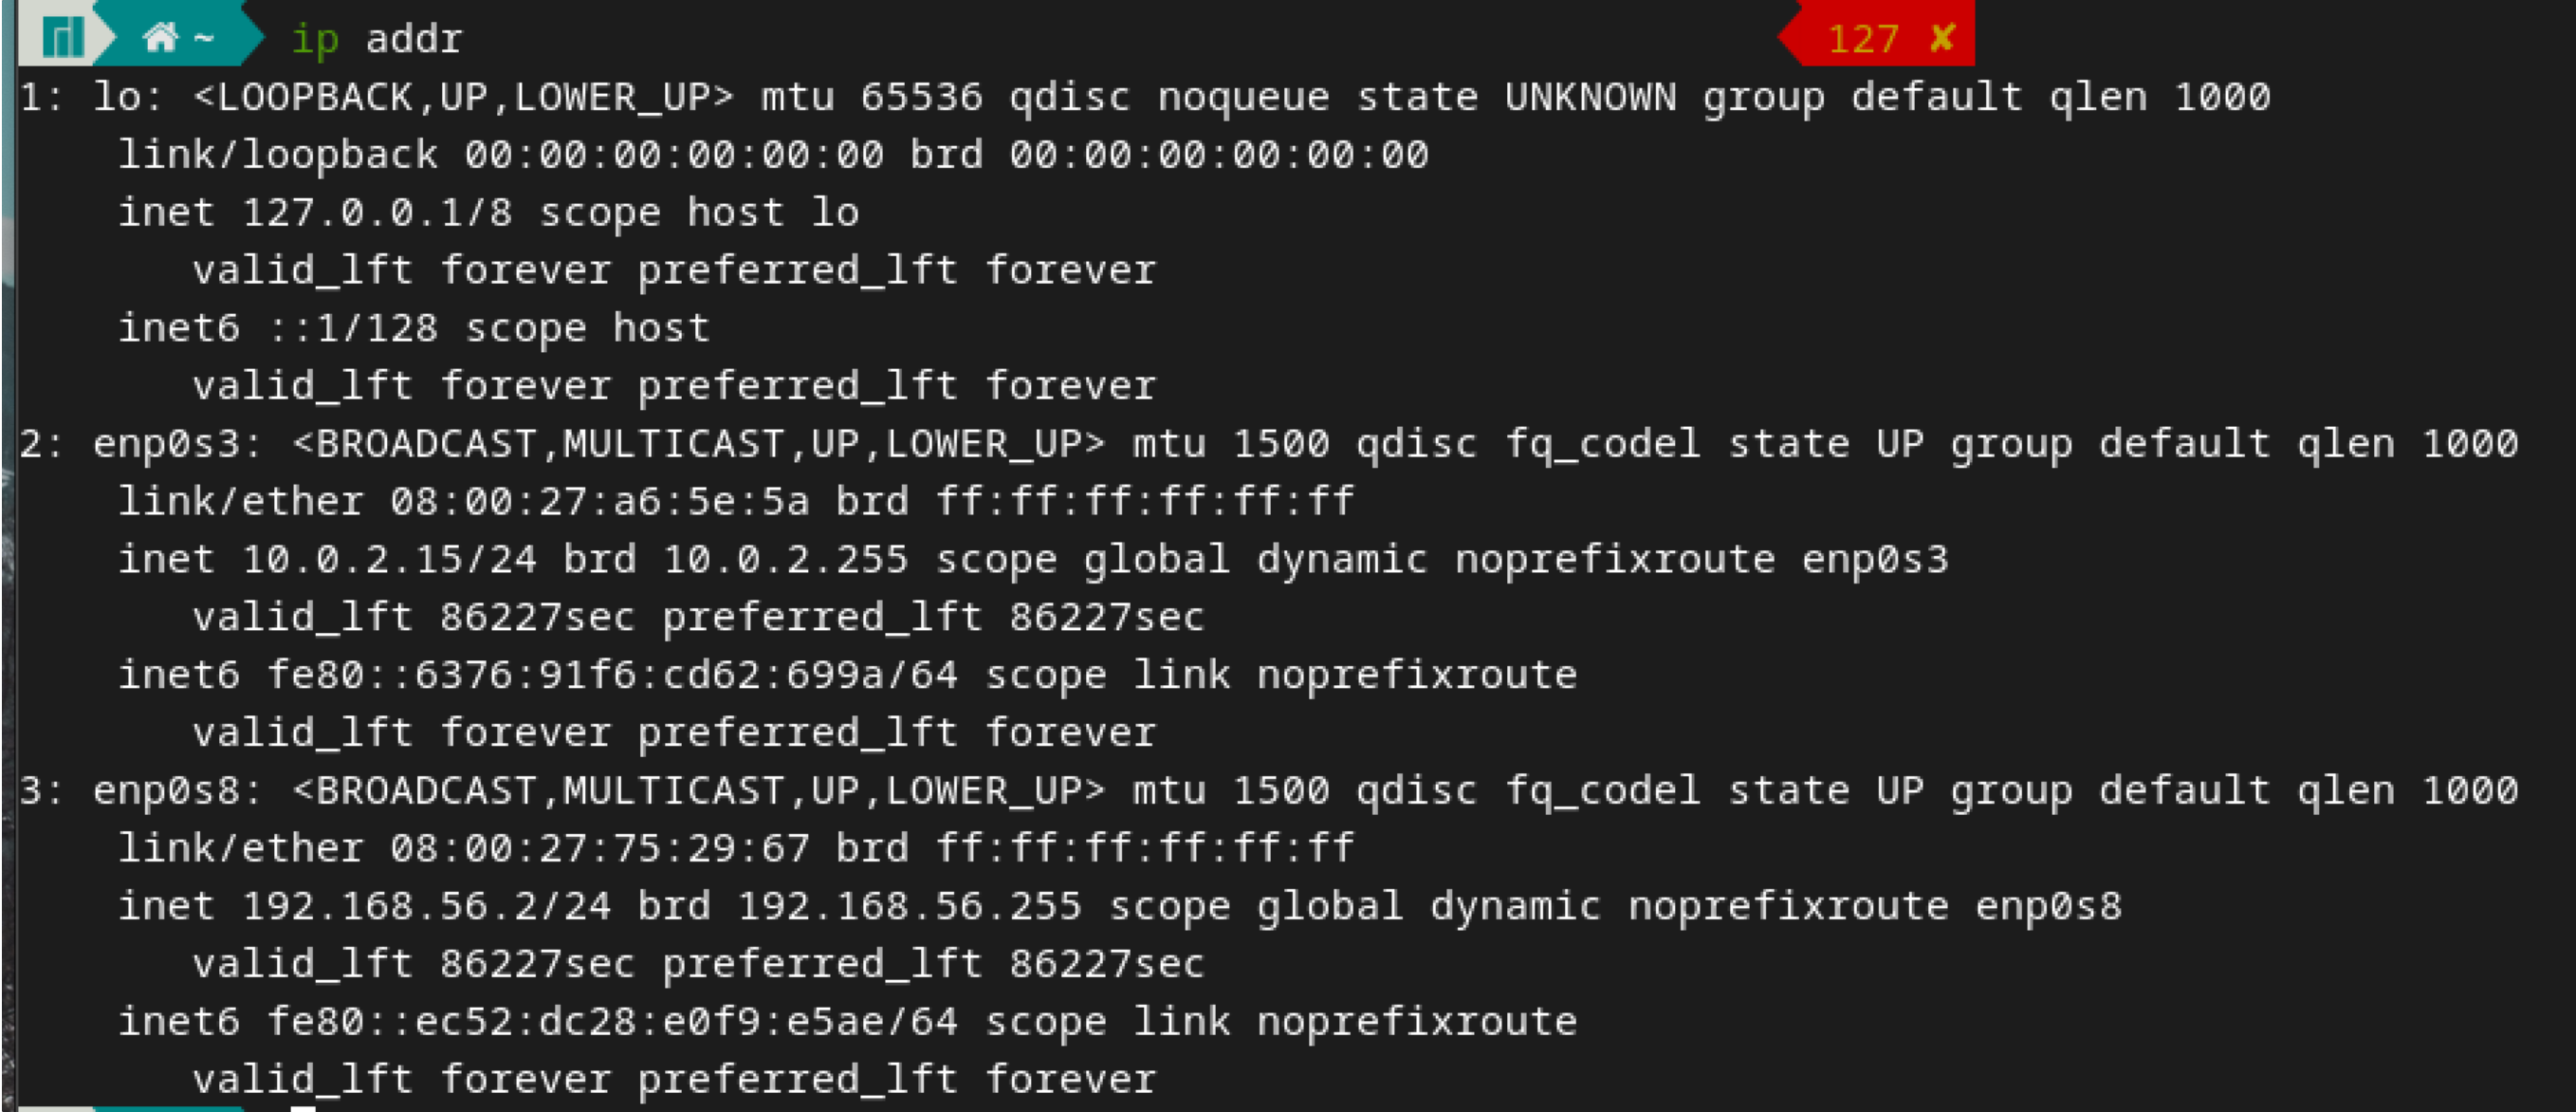 ~ ip addr 127 ✘
1: lo: <LOOPBACK,UP,LOWER_UP> mtu 65536 qdisc noqueue state UNKNOWN group default qlen 1000
    link/loopback 00:00:00:00:00:00 brd 00:00:00:00:00:00
    inet 127.0.0.1/8 scope host lo
       valid_lft forever preferred_lft forever
    inet6 ::1/128 scope host
       valid_lft forever preferred_lft forever
2: enp0s3: <BROADCAST,MULTICAST,UP,LOWER_UP> mtu 1500 qdisc fq_codel state UP group default qlen 1000
    link/ether 08:00:27:a6:5e:5a brd ff:ff:ff:ff:ff:ff
    inet 10.0.2.15/24 brd 10.0.2.255 scope global dynamic noprefixroute enp0s3
       valid_lft 86227sec preferred_lft 86227sec
    inet6 fe80::6376:91f6:cd62:699a/64 scope link noprefixroute
       valid_lft forever preferred_lft forever
3: enp0s8: <BROADCAST,MULTICAST,UP,LOWER_UP> mtu 1500 qdisc fq_codel state UP group default qlen 1000
    link/ether 08:00:27:75:29:67 brd ff:ff:ff:ff:ff:ff
    inet 192.168.56.2/24 brd 192.168.56.255 scope global dynamic noprefixroute enp0s8
       valid_lft 86227sec preferred_lft 86227sec
    inet6 fe80::ec52:dc28:e0f9:e5ae/64 scope link noprefixroute
       valid_lft forever preferred_lft forever